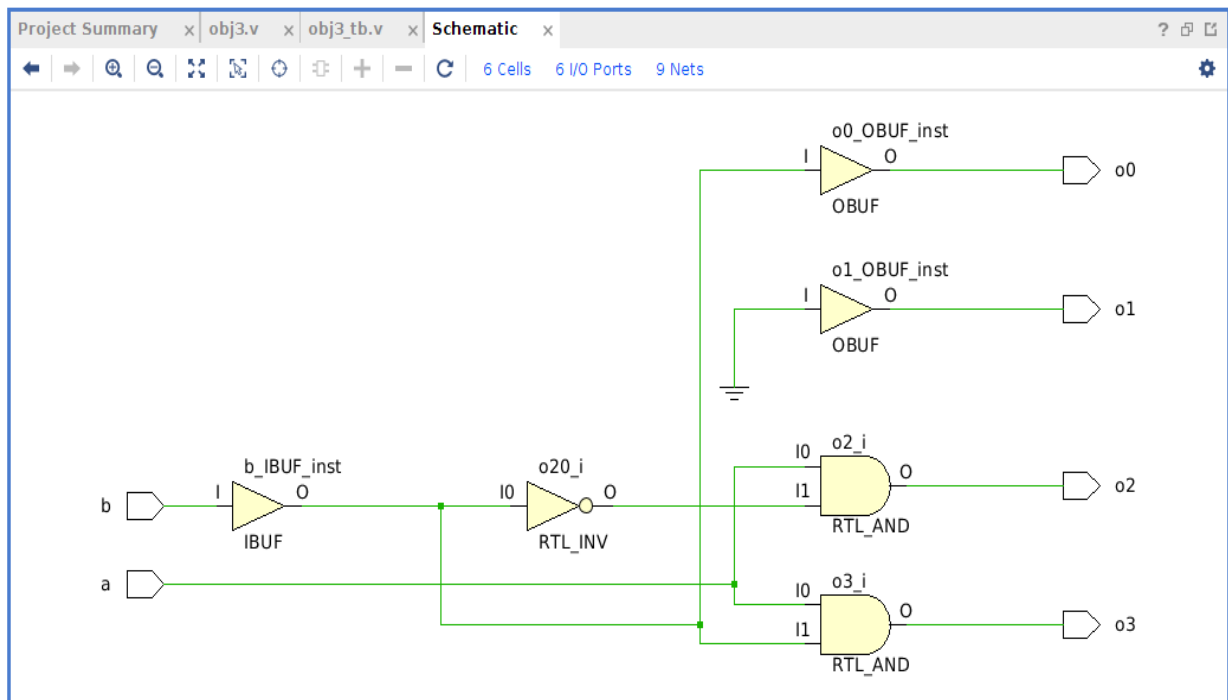 Project Summary × obj3.v × obj3_tb.v × Schematic ×
?
6 Cells 6 I/O Ports 9 Nets
o0_OBUF_inst
I O
o0
OBUF
o1_OBUF_inst
I O
o1
OBUF
o2_i
b_IBUF_inst o20_i
I0 O
I O I0 O I1
o2
b
IBUF RTL_INV RTL_AND
a
o3_i
I0 O
I1
o3
RTL_AND